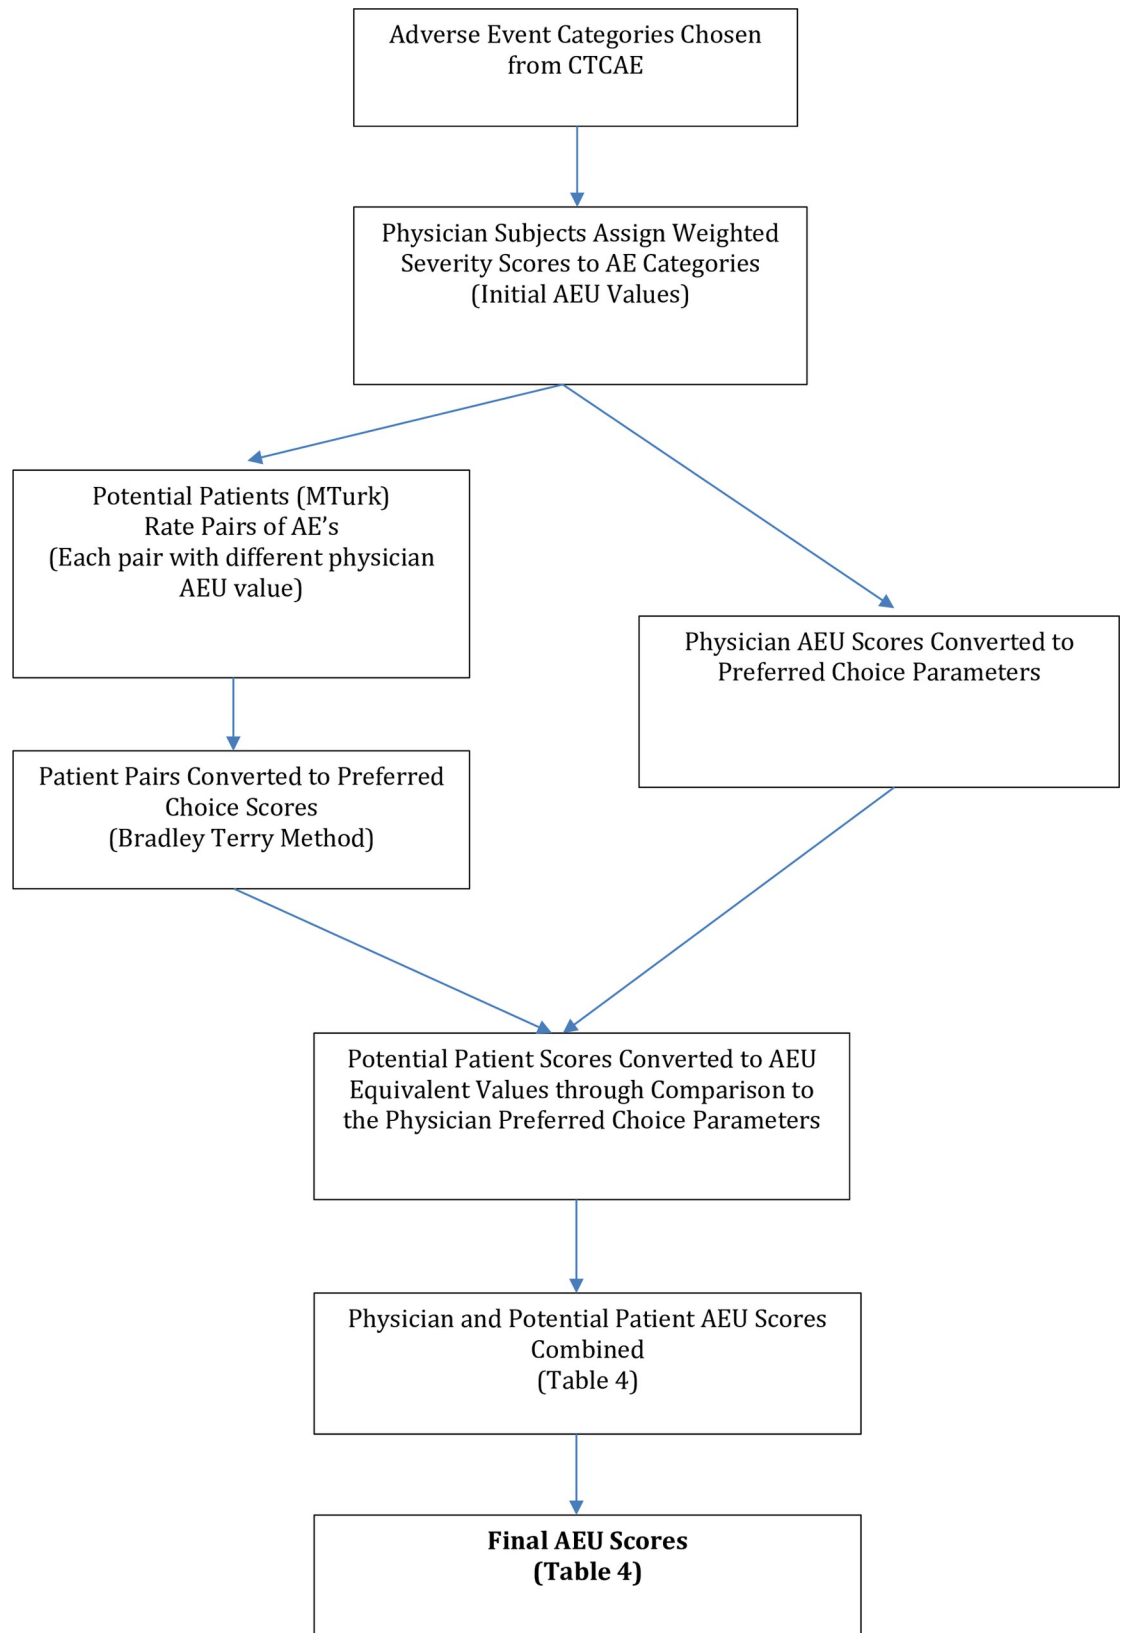 Adverse Event Categories Chosen
from CTCAE
Physician Subjects Assign Weighted
Severity Scores to AE Categories
(Initial AEU Values)
Potential Patients (MTurk)
Rate Pairs of AE’s
(Each pair with different physician
AEU value)
Physician AEU Scores Converted to
Preferred Choice Parameters
Patient Pairs Converted to Preferred
Choice Scores
(Bradley Terry Method)
Potential Patient Scores Converted to AEU
Equivalent Values through Comparison to
the Physician Preferred Choice Parameters
Physician and Potential Patient AEU Scores
Combined
(Table 4)
Final AEU Scores
(Table 4)